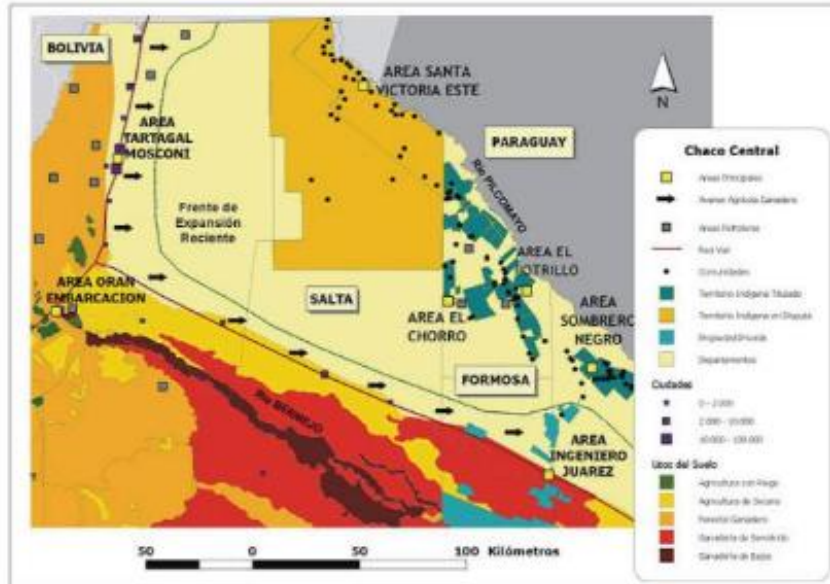 BOLIVIA
AREA SANTA
VICTORIA ESTE
N
AREA
TARTAGAL
MOSCONI
PARAGUAY
Río PILCOMAYO
Frente de
Expansión
Reciente
AREA ORAN
EMBARCACION
SALTA
AREA EL
CHORRO
AREA EL
AREA
SOMBRERO
NEGRO
FORMOSA
Río BERMEJO
AREA
INGENIERO
JUAREZ
50 0 50 100 Kilómetros
Chaco Central
Areas Principales
Avance Agrícola Ganadero
Red Vial
Comunidades
Territorio Indígena Titulado
Territorio Indígena en Disputa
Propiedad Privada
Departamentos
Ciudades
0 - 2 000
2 000 - 10 000
10 000 - 100 000
Usos del Suelo
Agricultura con Riego
Agricultura de Secano
Forestal Ganadero
Ganadería de Semiárido
Ganadería de Bajos